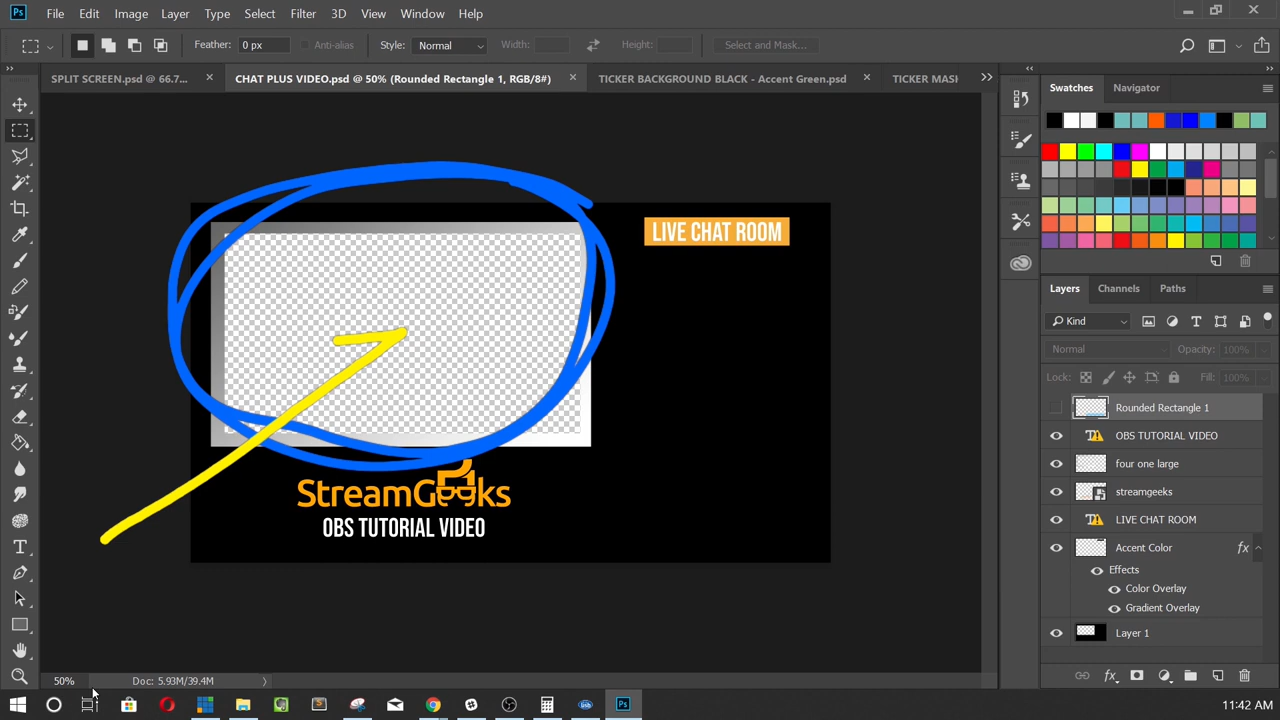 Ps File Edit Image Layer Type Select Filter 3D View Window Help
Feather: 0 px Anti-alias Style: Normal Width: Height: Select and Mask...
SPLIT SCREEN.psd @ 66.7... × CHAT PLUS VIDEO.psd @ 50% (Rounded Rectangle 1, RGB/8#) × TICKER BACKGROUND BLACK - Accent Green.psd × TICKER MASK
Swatches Navigator
LIVE CHAT ROOM
Layers Channels Paths
Kind
Normal Opacity: 100%
Lock: Fill: 100%
Rounded Rectangle 1
OBS TUTORIAL VIDEO
four one large
streamgeeks
LIVE CHAT ROOM
Accent Color fx
Effects
Color Overlay
Gradient Overlay
Layer 1
StreamGeeks
OBS TUTORIAL VIDEO
50% Doc: 5.93M/39.4M
fx
Ps 11:42 AM